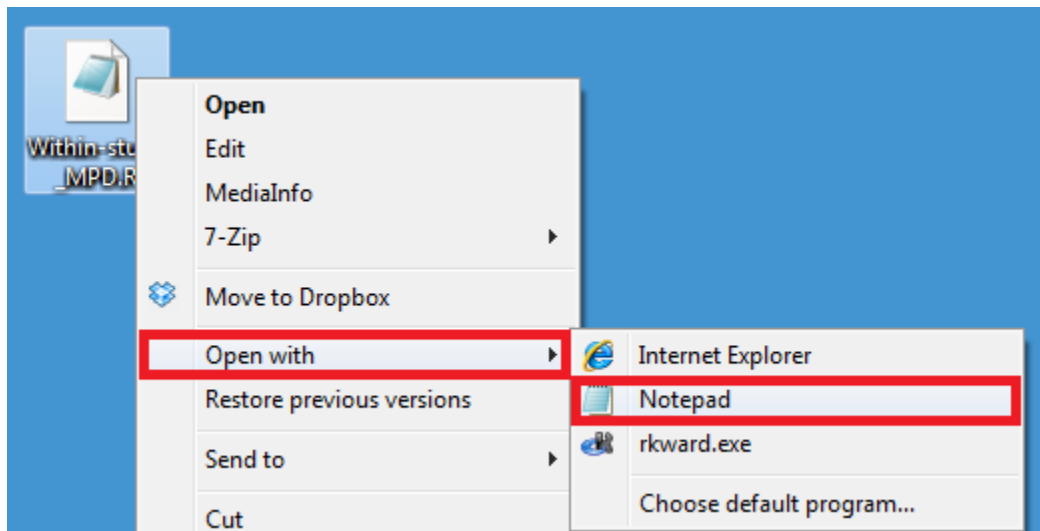 Within-stu
_MPD.R
Open
Edit
MediaInfo
7-Zip
Move to Dropbox
Open with
Restore previous versions
Send to
Cut
Internet Explorer
Notepad
rkward.exe
Choose default program...